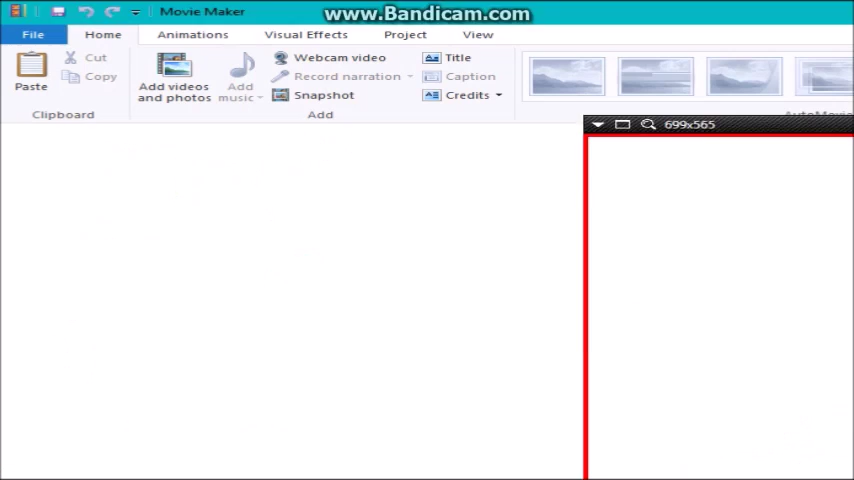 Movie Maker
www.Bandicam.com
File Home Animations Visual Effects Project View
Paste
Cut
Copy
Clipboard
Add videos
and photos
Add
music
Webcam video
Record narration
Snapshot
Add
Title
Caption
Credits
699x565